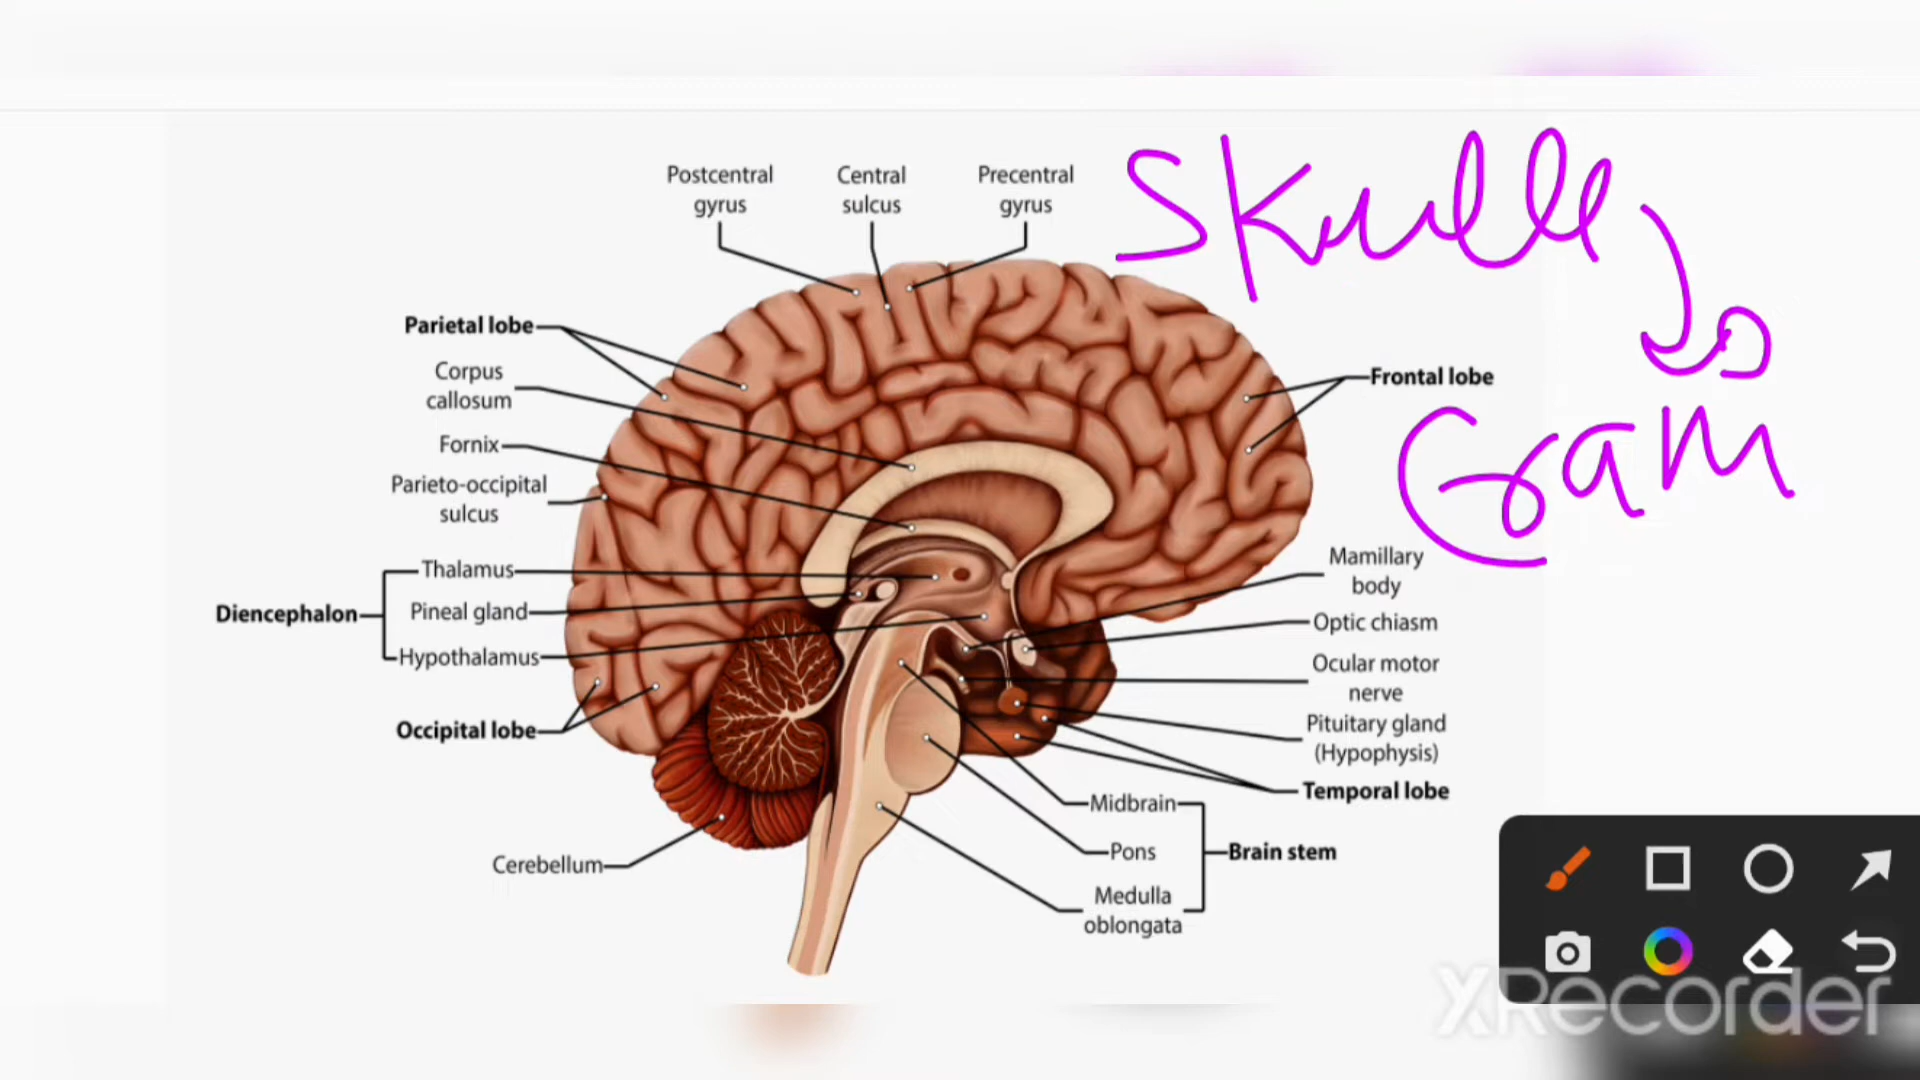 Postcentral
gyrus
Central
sulcus
Precentral
gyrus
Skull
Parietal lobe
Corpus
callosum
Frontal lobe
Fornix
Gram
Parieto-occipital
sulcus
Thalamus
Diencephalon
Pineal gland
Hypothalamus
Mamillary
body
Optic chiasm
Ocular motor
nerve
Occipital lobe
Pituitary gland
(Hypophysis)
Temporal lobe
Midbrain
Pons
Brain stem
Cerebellum
Medulla
oblongata
XRecorder